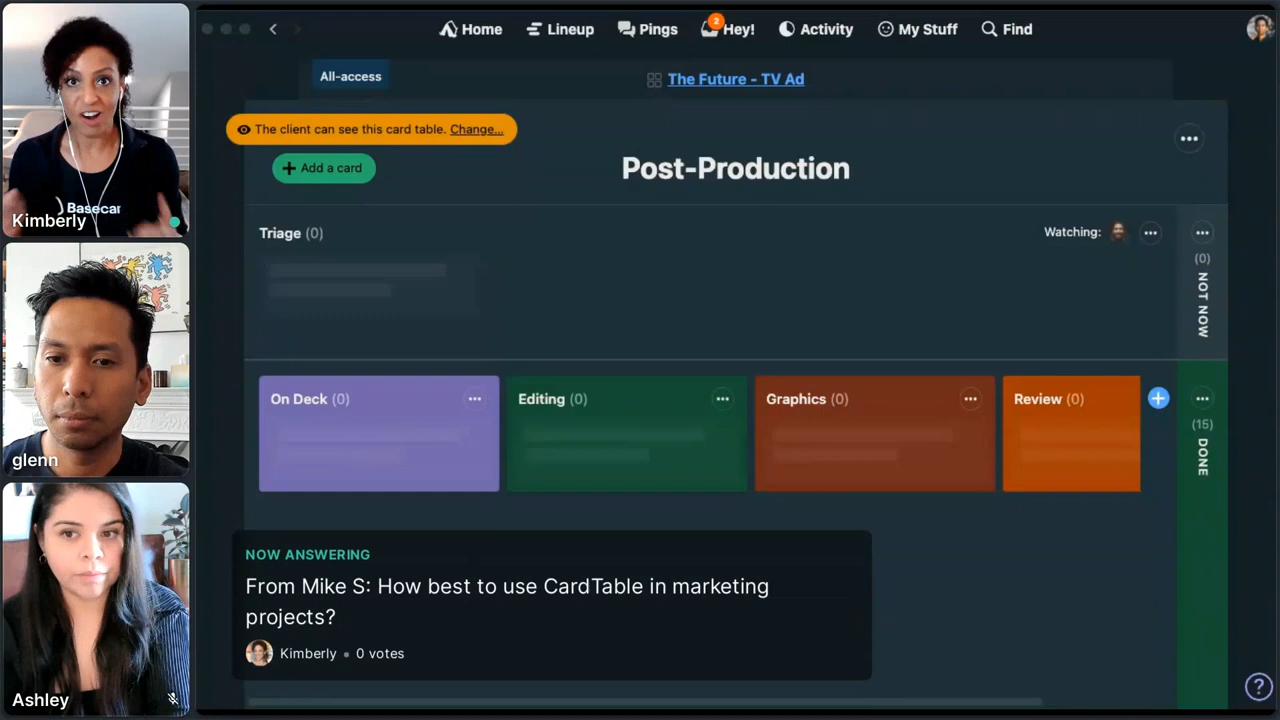 Home
Lineup
Pings
2
Hey!
Activity
My Stuff
Find
All-access
The Future - TV Ad
The client can see this card table. Change...
Add a card
Post-Production
Triage (0)
Watching:
(0) NOT NOW
On Deck (0)
Editing (0)
Graphics (0)
Review (0)
(15) DONE
NOW ANSWERING
From Mike S: How best to use CardTable in marketing
projects?
Kimberly • 0 votes
Kimberly
glenn
Ashley
?